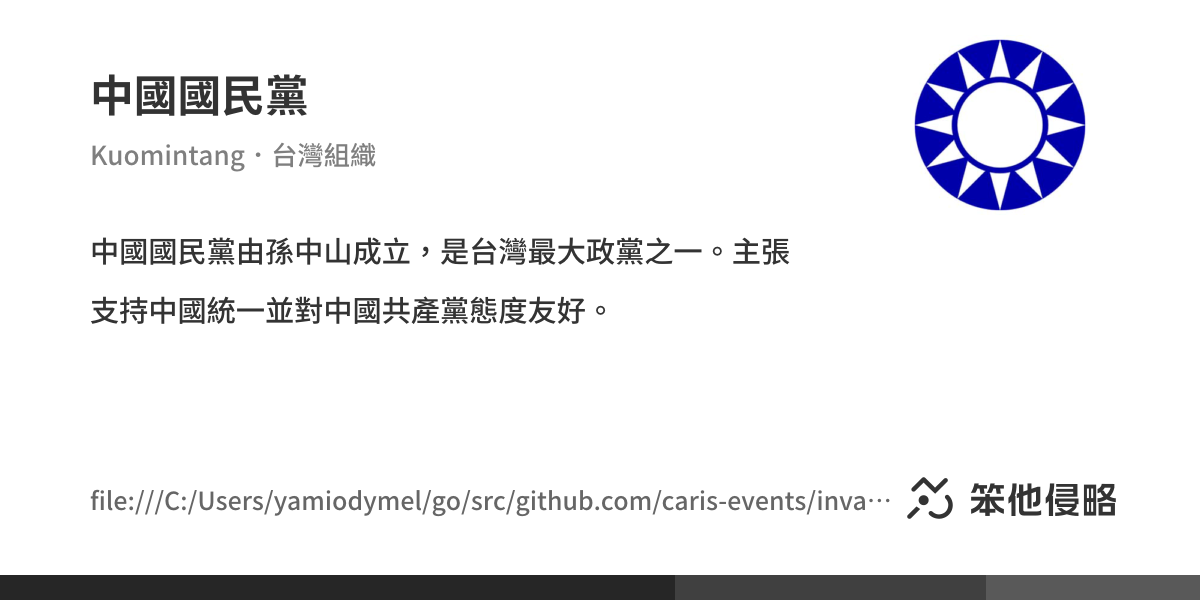 中國國民黨
Kuomintang · 台灣組織
中國國民黨由孫中山成立，是台灣最大政黨之一。主張
支持中國統一並對中國共產黨態度友好。
file:///C:/Users/yamiodymel/go/src/github.com/caris-events/inva…
笨他侵略